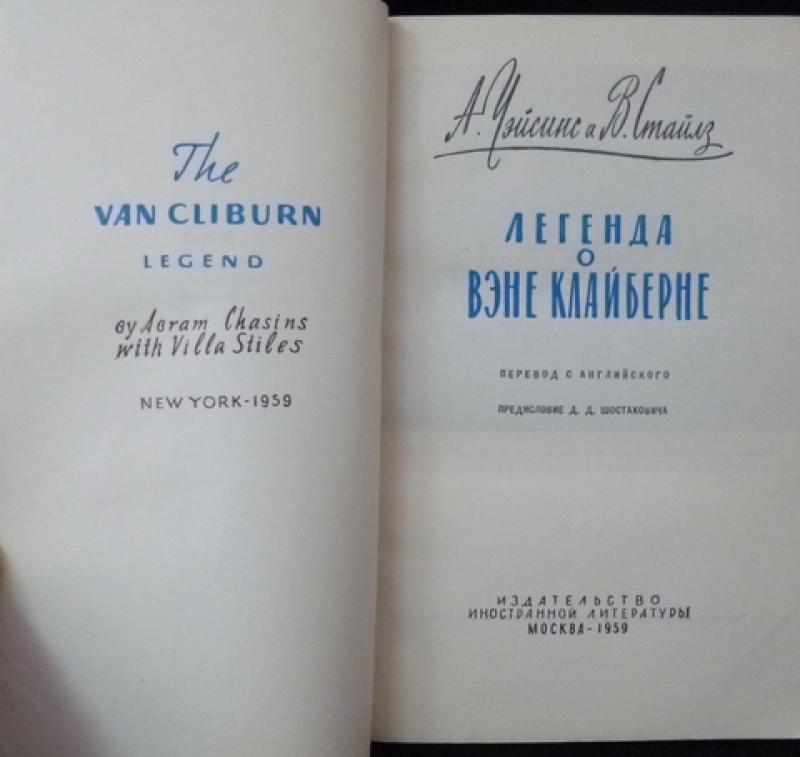 The
VAN CLIBURN
LEGEND
by Abram Chasins
with Villa Stiles
NEW YORK-1959
А. Чэйсинс и В. Стайлз
ЛЕГЕНДА
О
ВЭНЕ КЛАЙБЕРНЕ
ПЕРЕВОД С АНГЛИЙСКОГО
ПРЕДИСЛОВИЕ Д. Д. ШОСТАКОВИЧА
ИЗДАТЕЛЬСТВО
ИНОСТРАННОЙ ЛИТЕРАТУРЫ
МОСКВА-1959